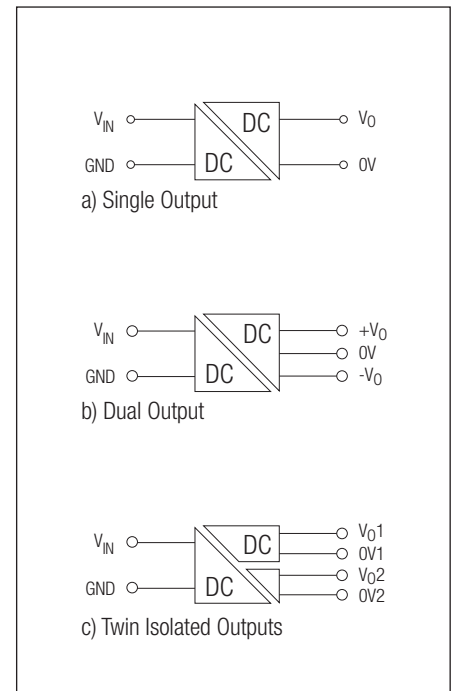 V_IN DC V_O
GND DC 0V
a) Single Output
V_IN DC +V_O
0V
GND DC -V_O
b) Dual Output
V_IN DC V_O1
0V1
GND DC V_O2
0V2
c) Twin Isolated Outputs